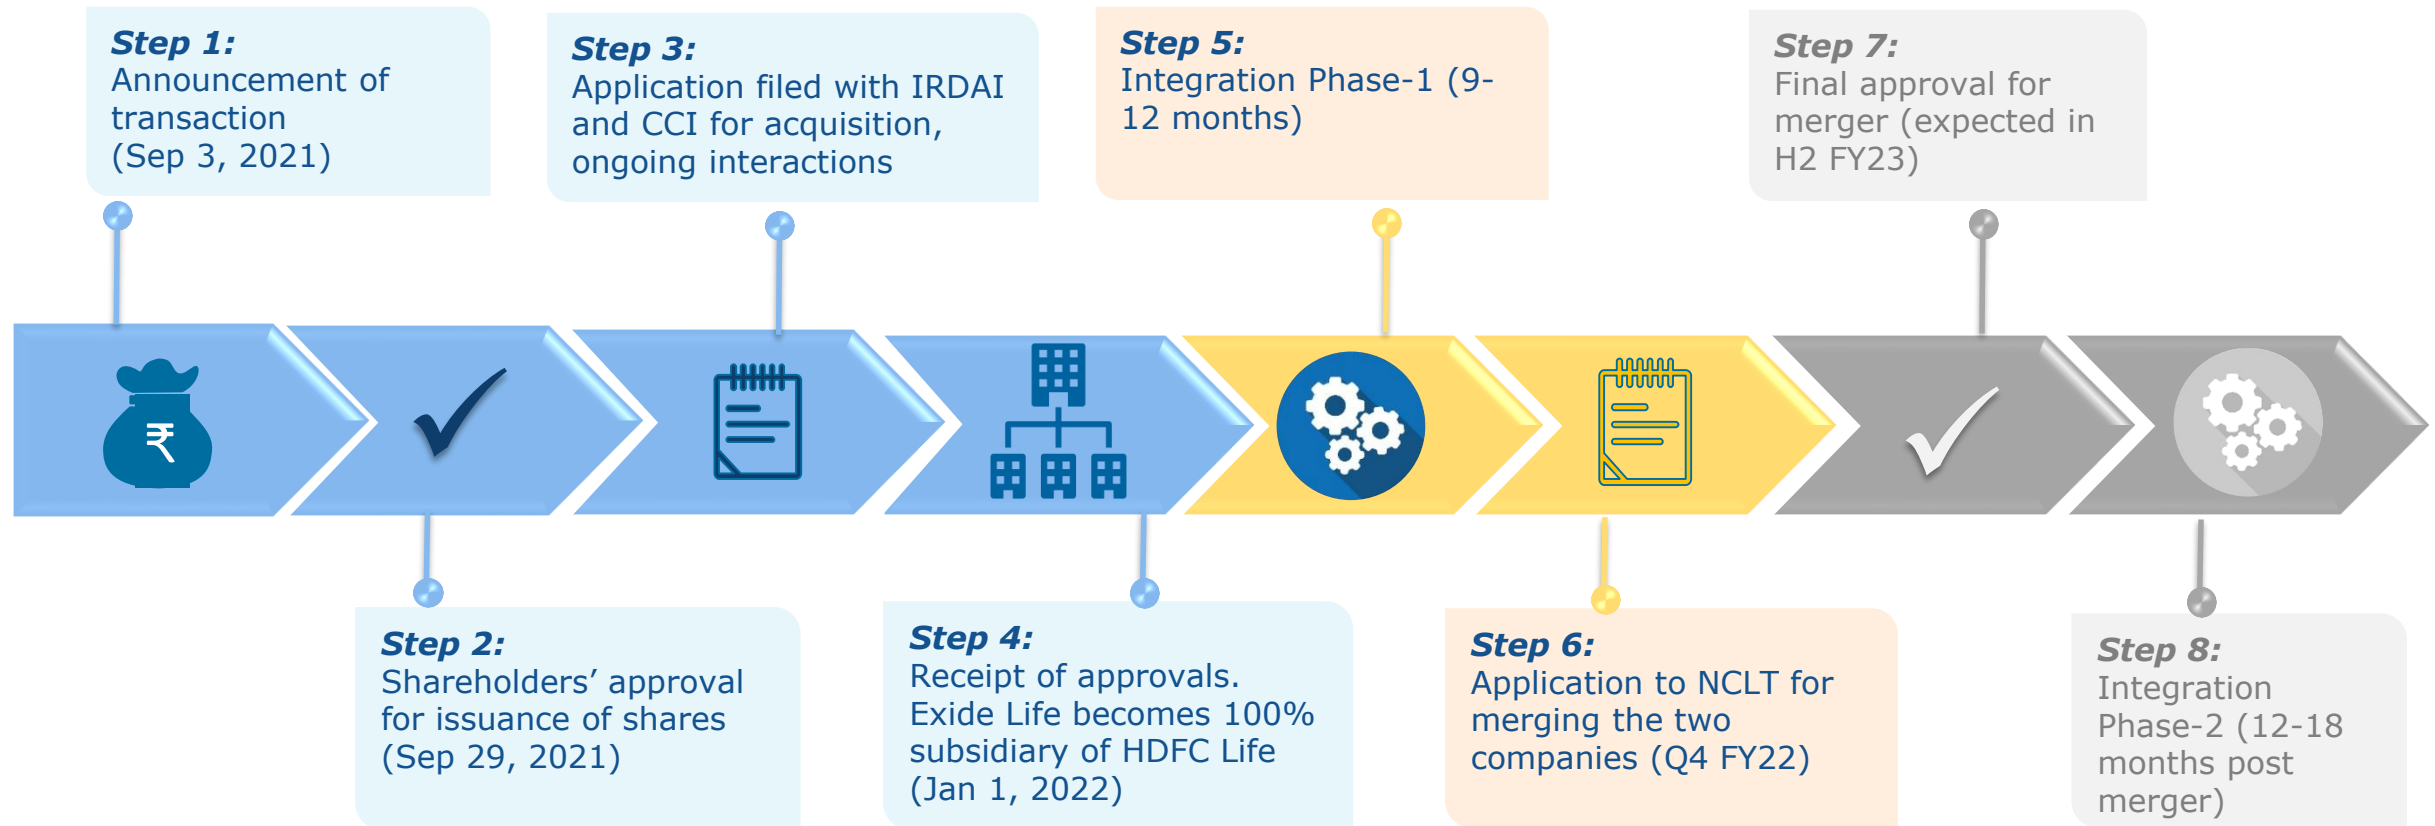 Step 1:
Announcement of
transaction
(Sep 3, 2021)
Step 3:
Application filed with IRDAI
and CCI for acquisition,
ongoing interactions
Step 5:
Integration Phase-1 (9-
12 months)
Step 7:
Final approval for
merger (expected in
H2 FY23)
₹
Step 2:
Shareholders’ approval
for issuance of shares
(Sep 29, 2021)
Step 4:
Receipt of approvals.
Exide Life becomes 100%
subsidiary of HDFC Life
(Jan 1, 2022)
Step 6:
Application to NCLT for
merging the two
companies (Q4 FY22)
Step 8:
Integration
Phase-2 (12-18
months post
merger)